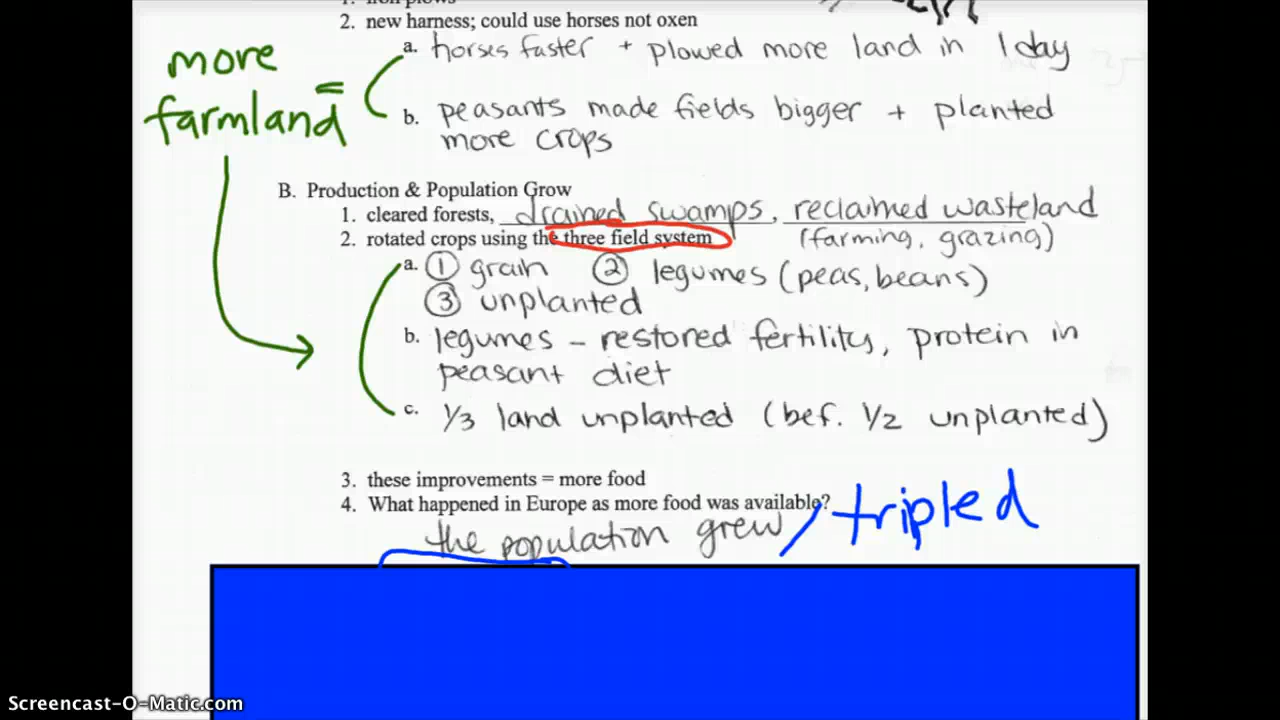 2. new harness; could use horses not oxen
a. horses faster + plowed more land in 1 day
more
farmland =
b. peasants made fields bigger + planted
more crops
B. Production & Population Grow
1. cleared forests, drained swamps, reclaimed wasteland
2. rotated crops using the three field system (farming, grazing)
a. ① grain ② legumes (peas, beans)
③ unplanted
b. legumes - restored fertility, protein in
peasant diet
c. 1/3 land unplanted (bef. 1/2 unplanted)
3. these improvements = more food
4. What happened in Europe as more food was available?
the population grew / tripled
Screencast-O-Matic.com